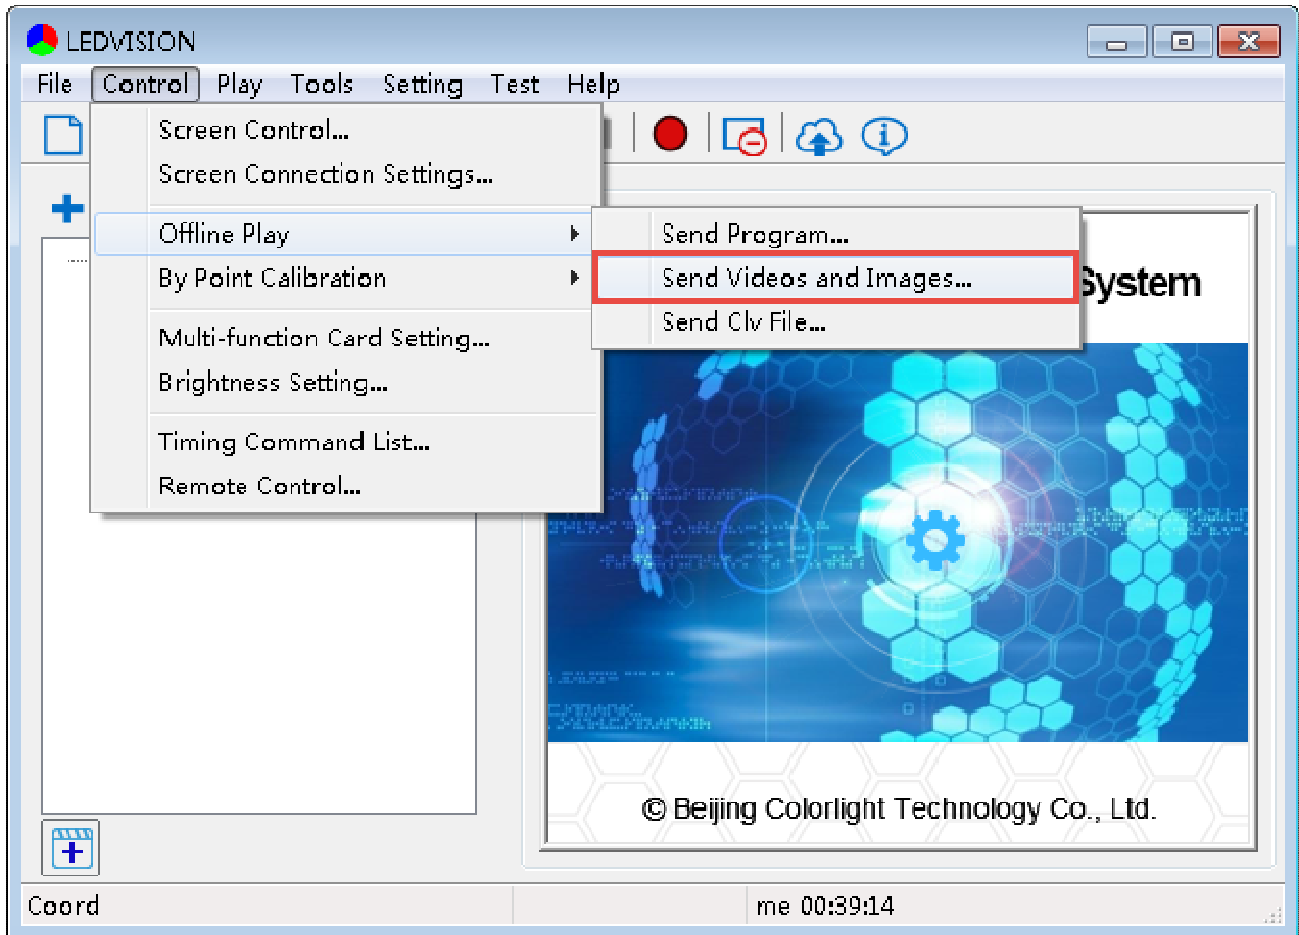 LEDVISION
File Control Play Tools Setting Test Help
Screen Control...
Screen Connection Settings...
Offline Play
By Point Calibration
Multi-function Card Setting...
Brightness Setting...
Timing Command List...
Remote Control...
Send Program...
Send Videos and Images...
Send Clv File...
System
© Beijing Colorlight Technology Co., Ltd.
Coord
me 00:39:14